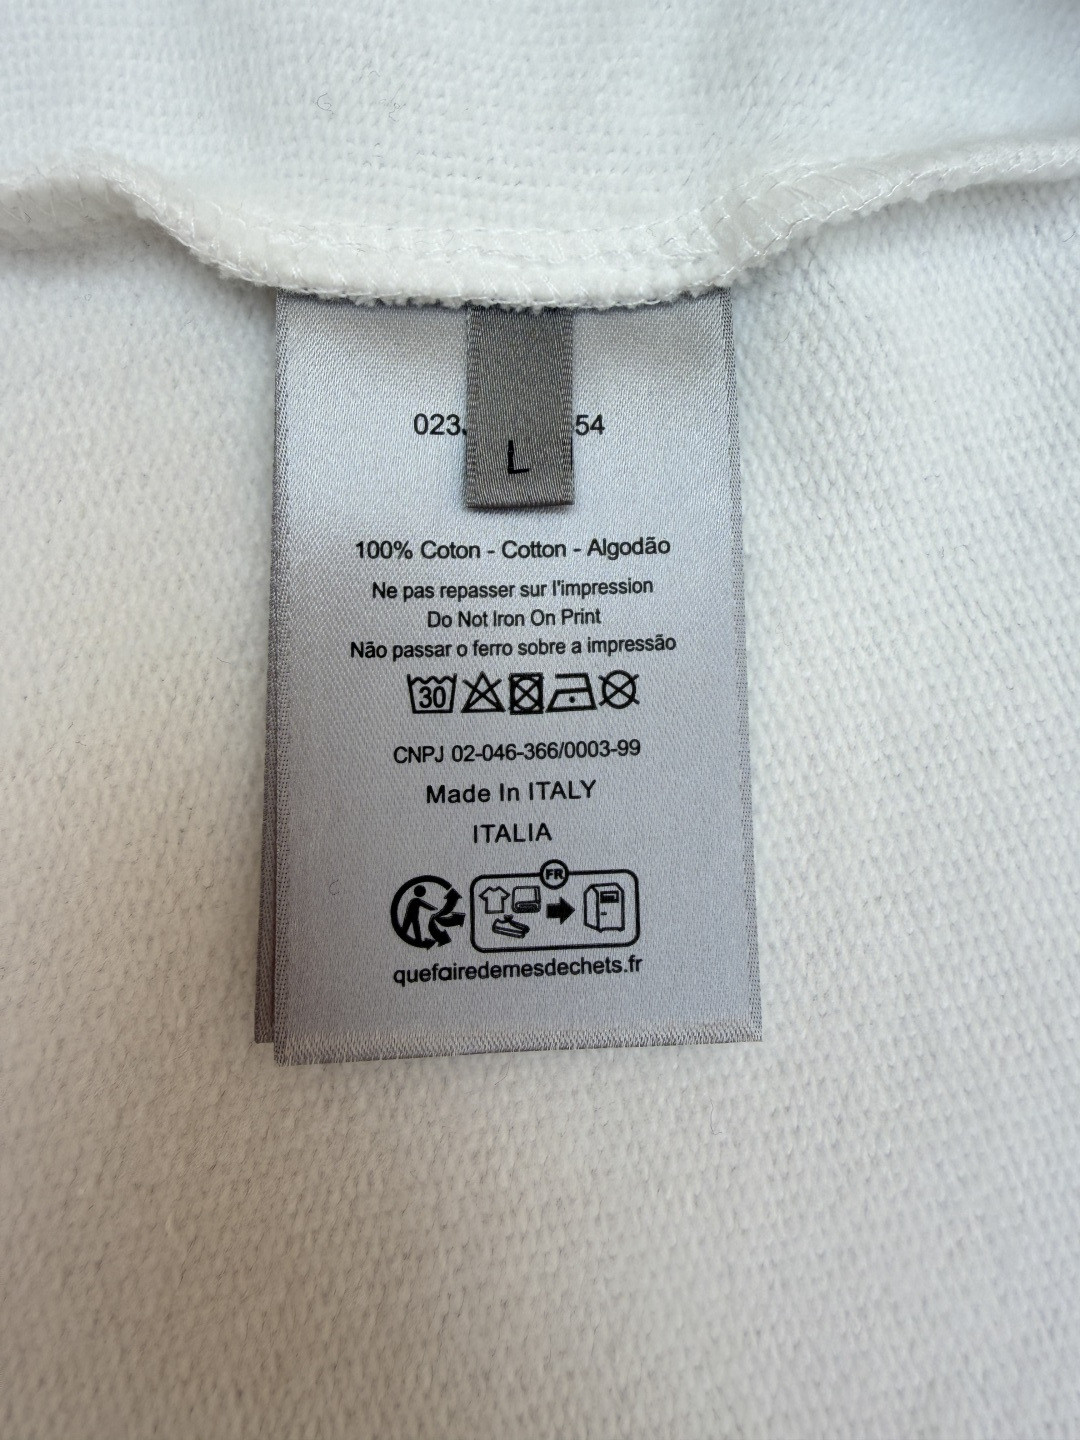 023 54
L
100% Coton - Cotton - Algodão
Ne pas repasser sur l'impression
Do Not Iron On Print
Não passar o ferro sobre a impressão
30
CNPJ 02-046-366/0003-99
Made In ITALY
ITALIA
FR
quefairedemesdechets.fr